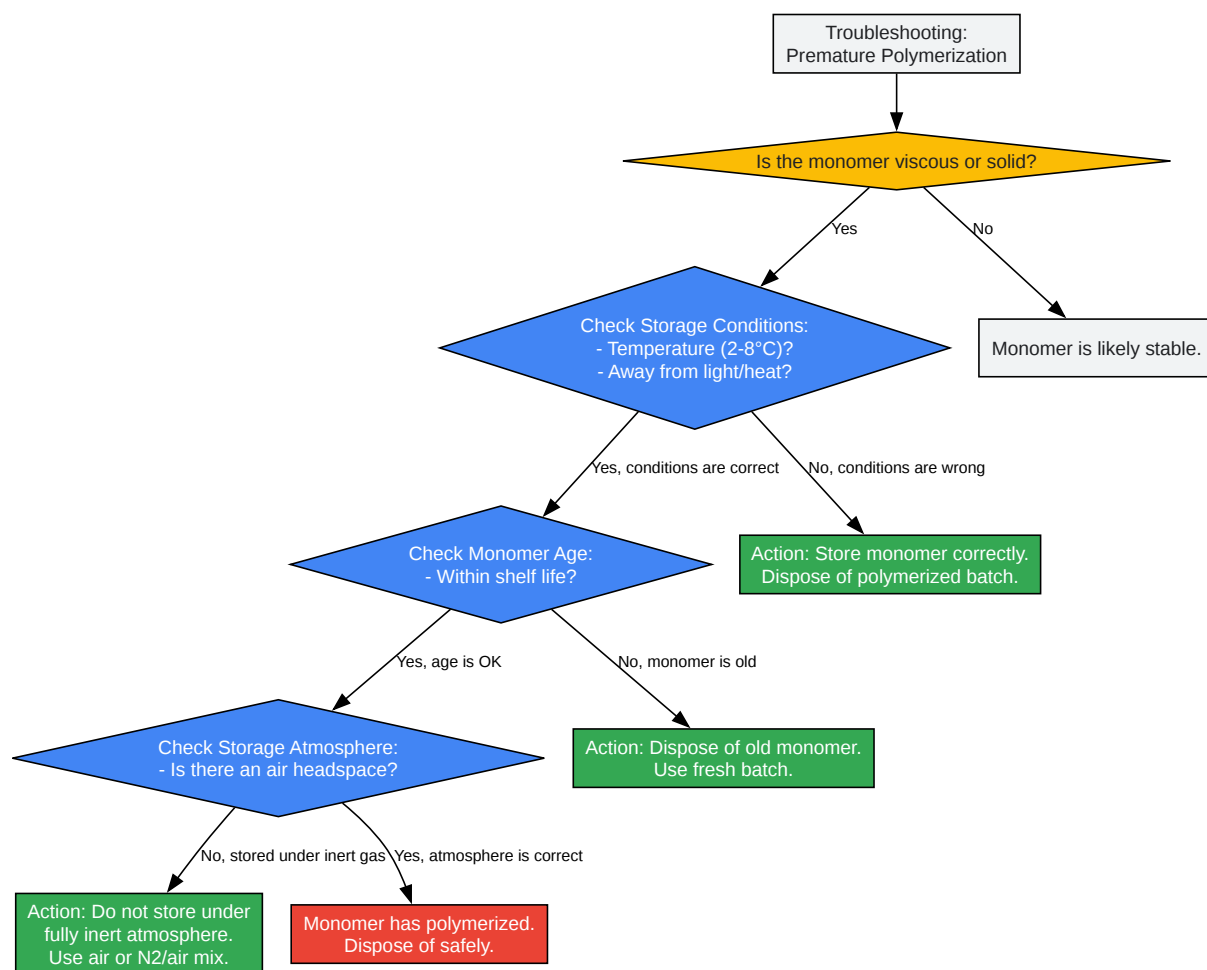 Troubleshooting:
Premature Polymerization
Is the monomer viscous or solid?
Yes
No
Check Storage Conditions:
- Temperature (2-8°C)?
- Away from light/heat?
Monomer is likely stable.
Yes, conditions are correct
No, conditions are wrong
Check Monomer Age:
- Within shelf life?
Action: Store monomer correctly.
Dispose of polymerized batch.
Yes, age is OK
No, monomer is old
Check Storage Atmosphere:
- Is there an air headspace?
Action: Dispose of old monomer.
Use fresh batch.
No, stored under inert gas
Yes, atmosphere is correct
Action: Do not store under
fully inert atmosphere.
Use air or N2/air mix.
Monomer has polymerized.
Dispose of safely.